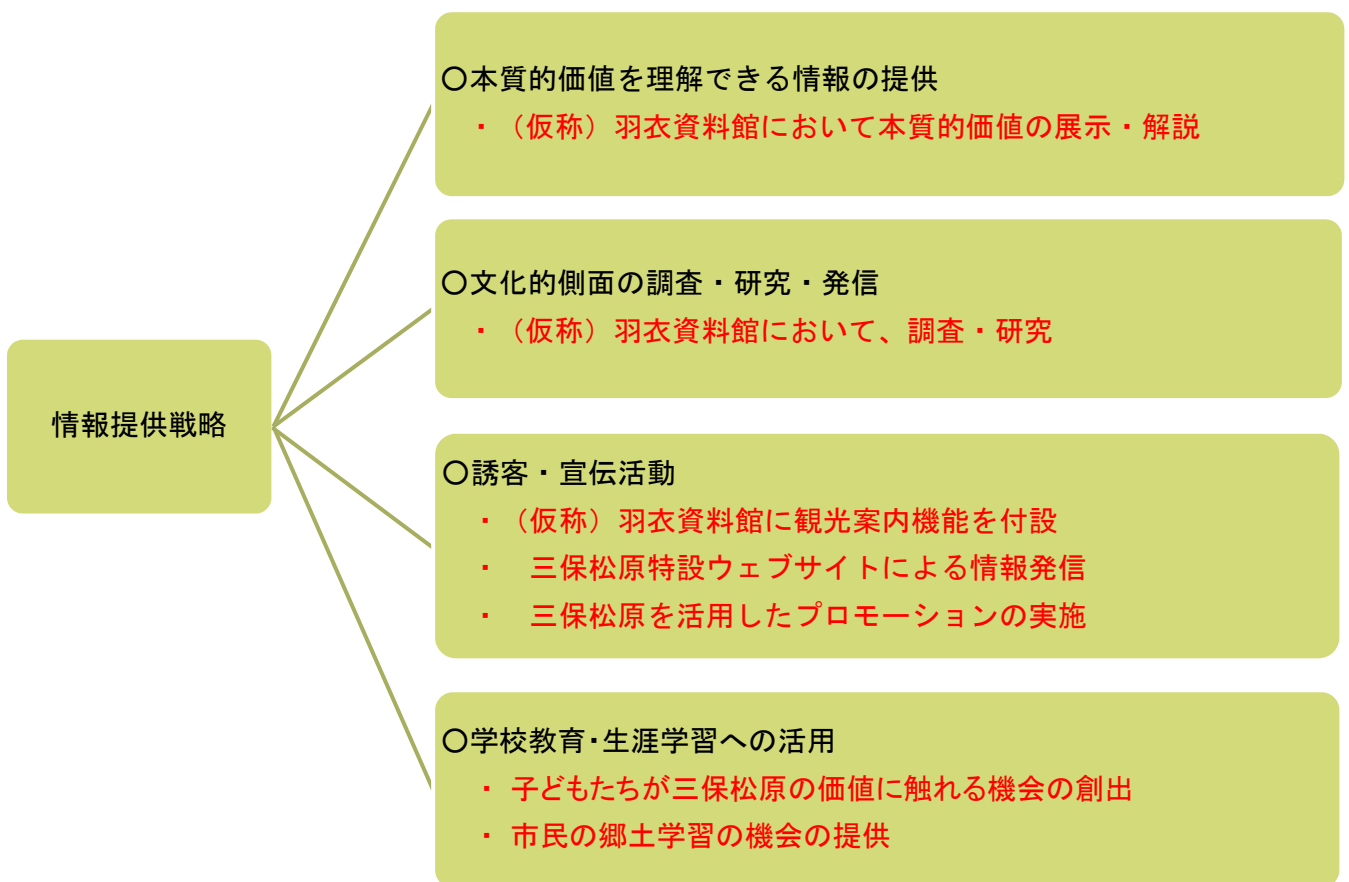 情報提供戦略
〇本質的価値を理解できる情報の提供
・（仮称）羽衣資料館において本質的価値の展示・解説
〇文化的側面の調査・研究・発信
・（仮称）羽衣資料館において、調査・研究
〇誘客・宣伝活動
・（仮称）羽衣資料館に観光案内機能を付設
・　三保松原特設ウェブサイトによる情報発信
・　三保松原を活用したプロモーションの実施
〇学校教育・生涯学習への活用
・ 子どもたちが三保松原の価値に触れる機会の創出
・ 市民の郷土学習の機会の提供